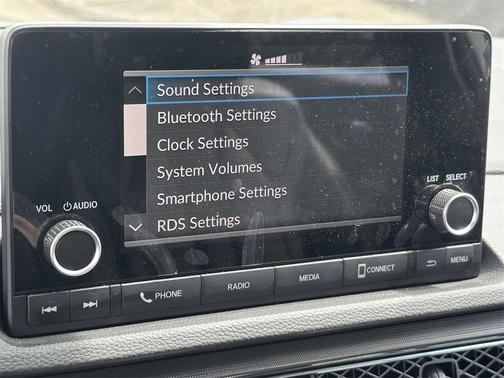 Sound Settings
Bluetooth Settings
Clock Settings
System Volumes
Smartphone Settings
RDS Settings
VOL AUDIO
LIST SELECT
PHONE
RADIO
MEDIA
CONNECT
MENU